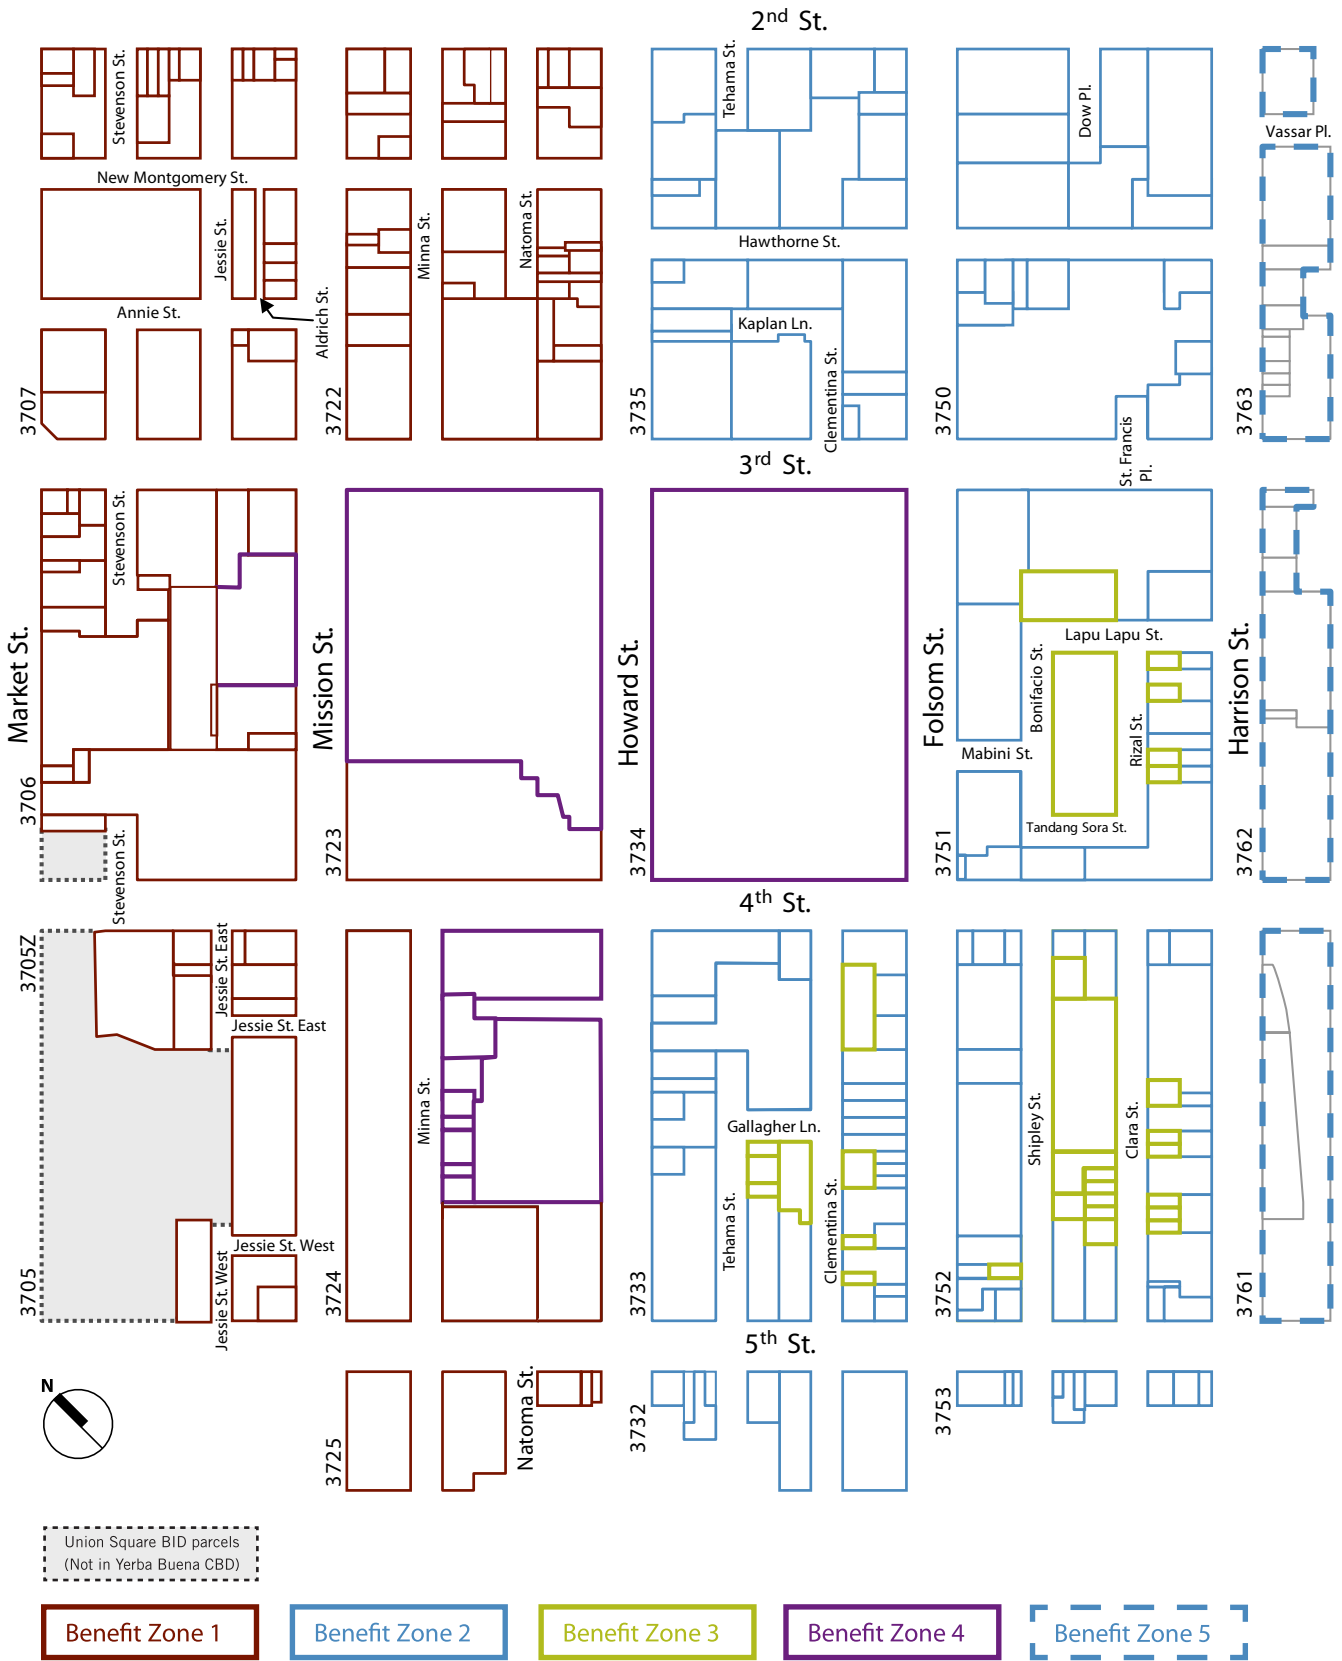 2nd St.
Stevenson St.
Tehama St.
Dow Pl.
Vassar Pl.
New Montgomery St.
Jessie St.
Minna St.
Natoma St.
Hawthorne St.
Annie St.
Aldrich St.
Kaplan Ln.
Clementina St.
St. Francis
Pl.
3707
3722
3735
3750
3763
3rd St.
Stevenson St.
Market St.
Mission St.
Howard St.
Folsom St.
Harrison St.
Lapu Lapu St.
Bonifacio St.
Rizal St.
Mabini St.
Tandang Sora St.
3706
3723
3734
3751
3762
Stevenson St.
4th St.
3705Z
Jessie St. East
Jessie St. East
Minna St.
Gallagher Ln.
Shipley St.
Clara St.
Tehama St.
Clementina St.
Jessie St. West
Jessie St. West
3705
3724
3733
3752
3761
5th St.
N
Natoma St.
3725
3732
3753
Union Square BID parcels
(Not in Yerba Buena CBD)
Benefit Zone 1
Benefit Zone 2
Benefit Zone 3
Benefit Zone 4
Benefit Zone 5